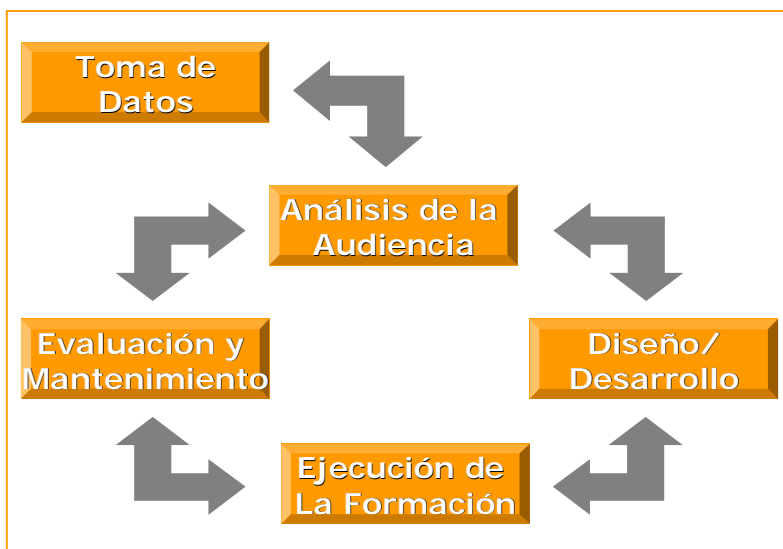 Toma de
Datos
Análisis de la
Audiencia
Evaluación y
Mantenimiento
Diseño/
Desarrollo
Ejecución de
La Formación